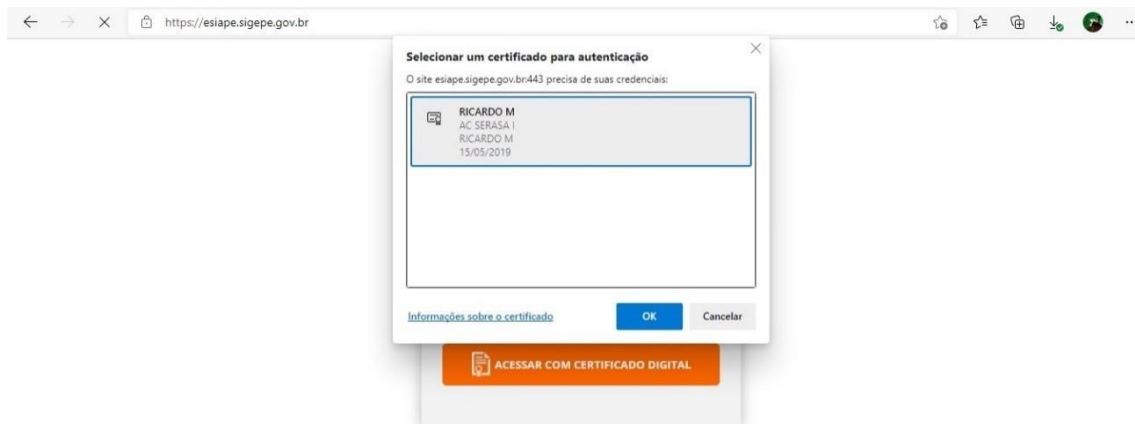 https://esiape.sigepe.gov.br
Selecionar um certificado para autenticação
O site esiape.sigepe.gov.br:443 precisa de suas credenciais:
RICARDO M
AC SERASA
RICARDO M
15/05/2019
Informações sobre o certificado
OK
Cancelar
ACESSAR COM CERTIFICADO DIGITAL